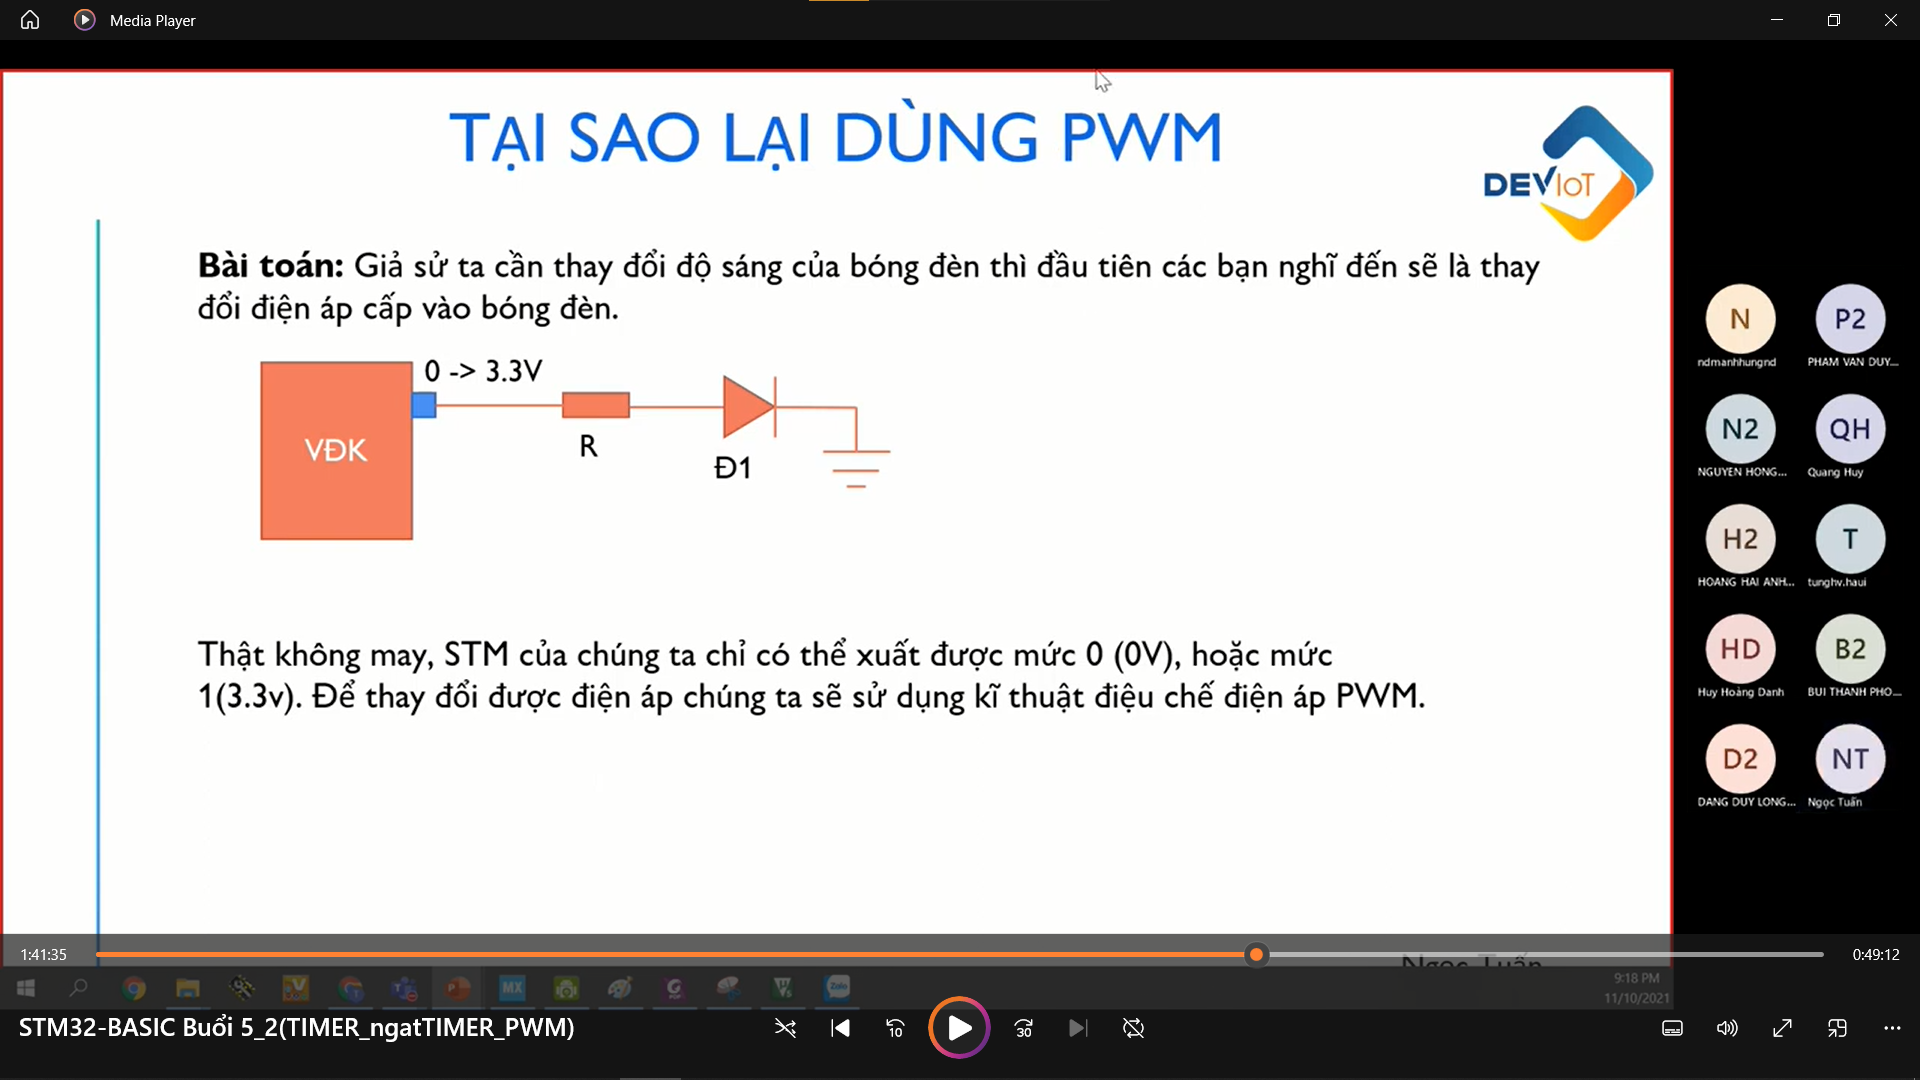 Media Player
TẠI SAO LẠI DÙNG PWM
DEVIoT
Bài toán: Giả sử ta cần thay đổi độ sáng của bóng đèn thì đầu tiên các bạn nghĩ đến sẽ là thay
đổi điện áp cấp vào bóng đèn.
0 -> 3.3V
VĐK
R
Đ1
Thật không may, STM của chúng ta chỉ có thể xuất được mức 0 (0V), hoặc mức
1(3.3v). Để thay đổi được điện áp chúng ta sẽ sử dụng kĩ thuật điệu chế điện áp PWM.
N
P2
ndmanhhungnd
PHAM VAN DUY...
N2
QH
NGUYEN HONG...
Quang Huy
H2
T
HOANG HAI ANH...
tunghv.haui
HD
B2
Huy Hoàng Danh
BUI THANH PHO...
D2
NT
DANG DUY LONG...
Ngọc Tuấn
1:41:35
0:49:12
Ngọc Tuấn
MX
Zalo
9:18 PM
11/10/2021
STM32-BASIC Buổi 5_2(TIMER_ngatTIMER_PWM)
10
30